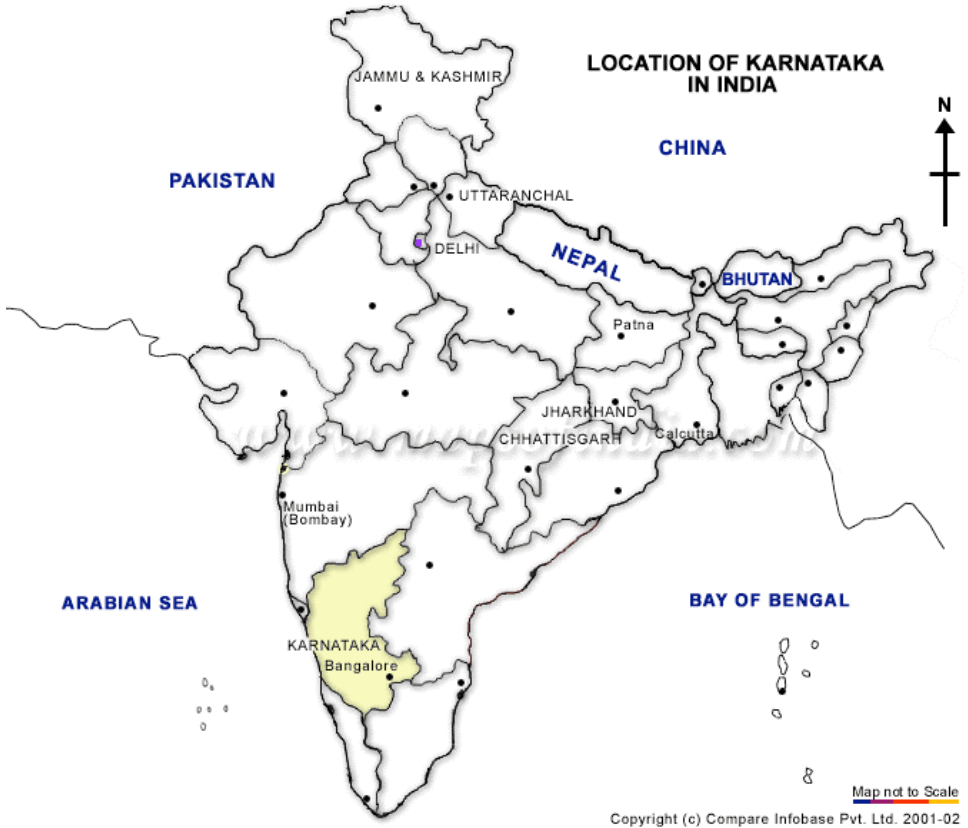 LOCATION OF KARNATAKA
IN INDIA
JAMMU & KASHMIR
N
CHINA
PAKISTAN
UTTARANCHAL
DELHI
NEPAL
BHUTAN
Patna
JHARKHAND
CHHATTISGARH
Calcutta
Mumbai
(Bombay)
ARABIAN SEA
BAY OF BENGAL
KARNATAKA
Bangalore
Map not to Scale
Copyright (c) Compare Infobase Pvt. Ltd. 2001-02